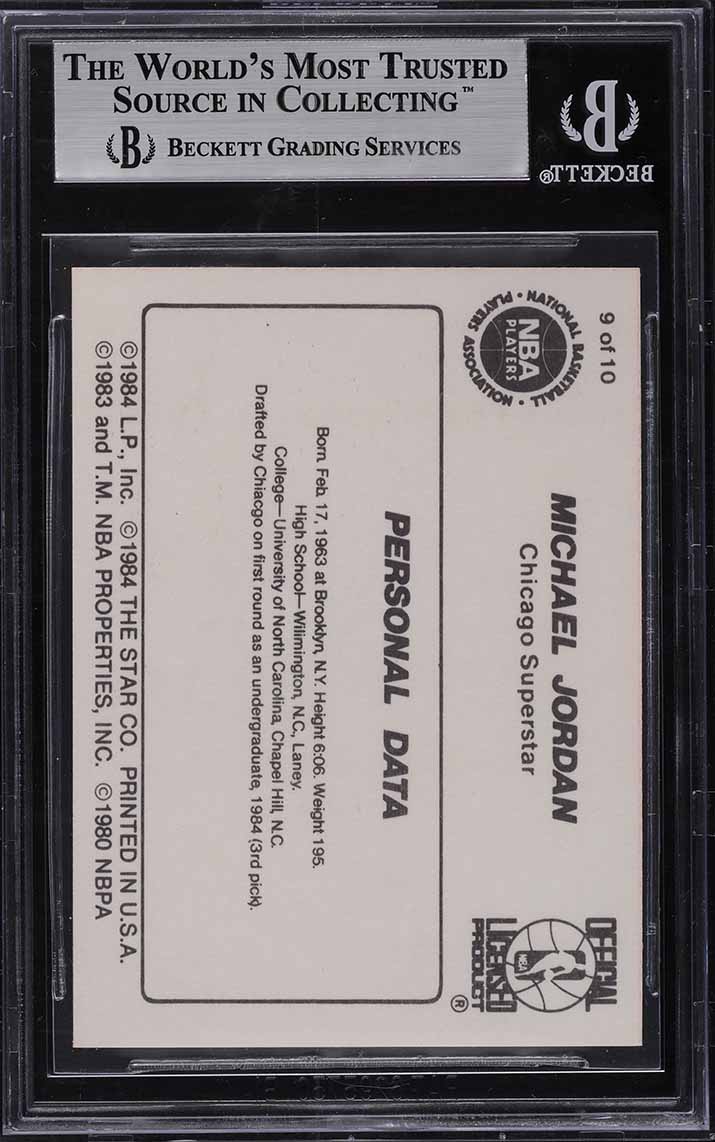 THE WORLD'S MOST TRUSTED
SOURCE IN COLLECTING™
B BECKETT GRADING SERVICES
B
BECKETT®
9 of 10
NATIONAL BASKETBALL PLAYERS ASSOCIATION
NBA
PLAYERS
MICHAEL JORDAN
Chicago Superstar
OFFICIAL
NBA
LICENSED
PRODUCT
®
PERSONAL DATA
Born Feb. 17, 1963 at Brooklyn, N.Y. Height 6:06. Weight 195.
High School—Wilimington, N.C., Laney.
College—University of North Carolina, Chapel Hill, N.C.
Drafted by Chiacgo on first round as an undergraduate, 1984 (3rd pick).
©1984 L.P., Inc. ©1984 THE STAR CO. PRINTED IN U.S.A.
©1983 and T.M. NBA PROPERTIES, INC. ©1980 NBPA